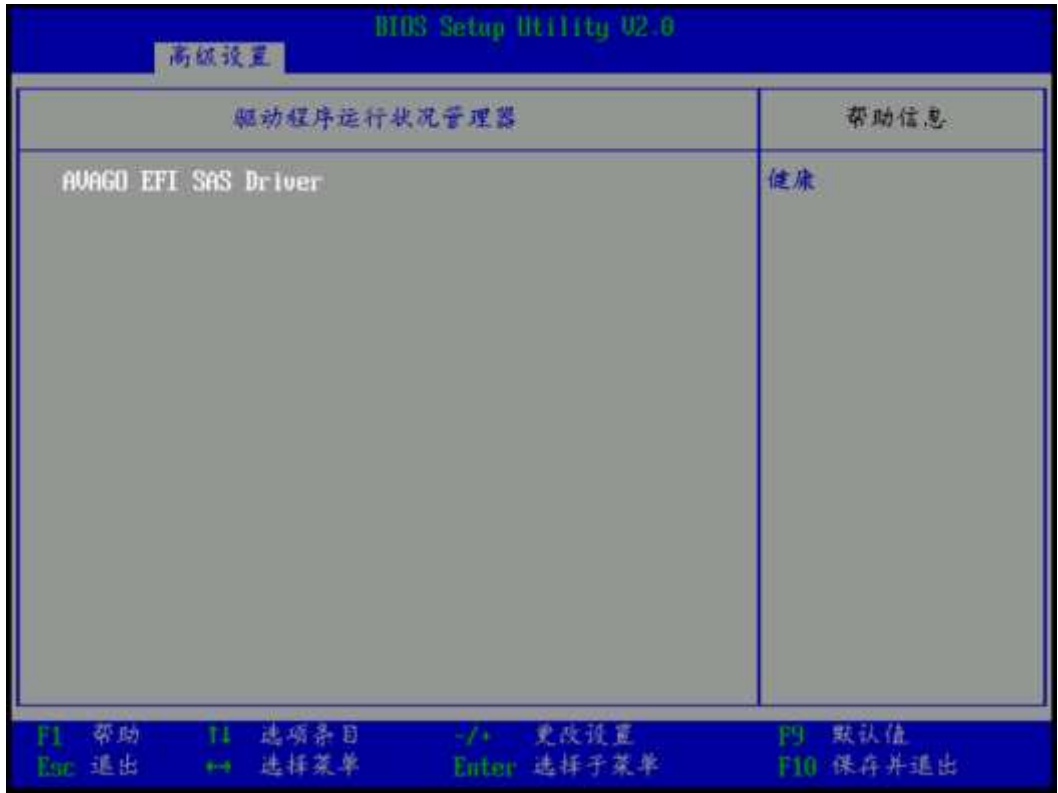 BIOS Setup Utility V2.0
高级设置
驱动程序运行状况管理器
帮助信息
AVAGO EFI SAS Driver
健康
F1 帮助 ↑↓ 选项条目 -/+ 更改设置 F9 默认值
Esc 退出 ←→ 选择菜单 Enter 选择子菜单 F10 保存并退出